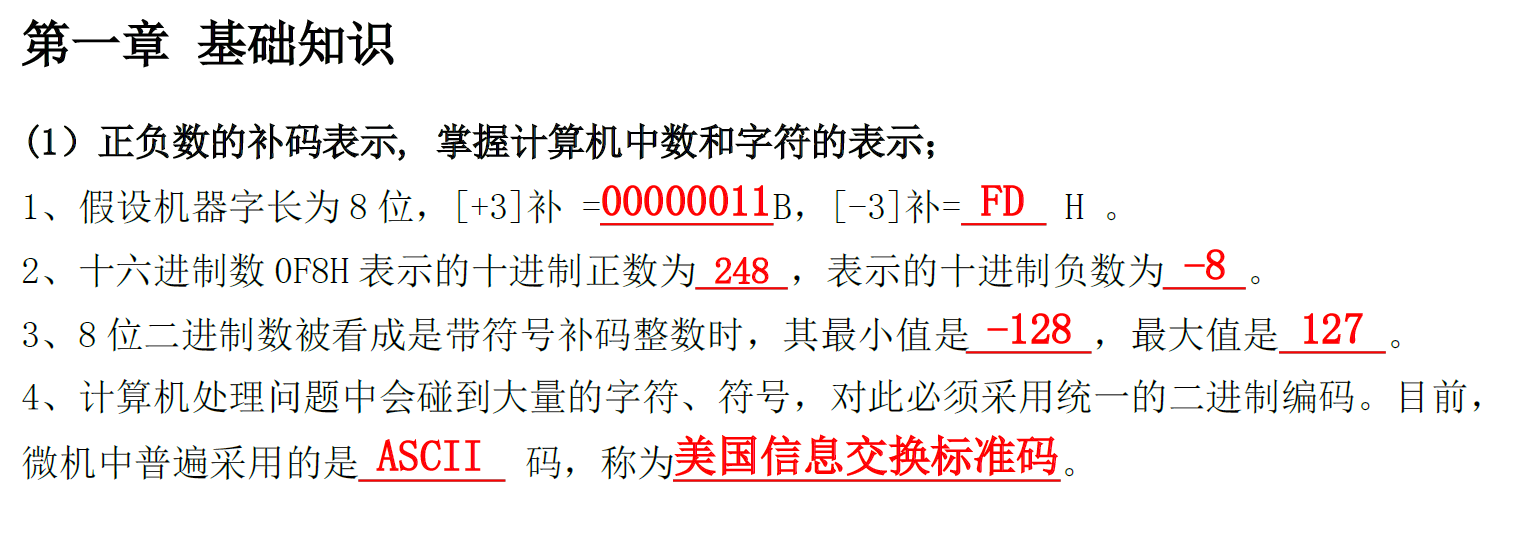 第一章 基础知识
(1）正负数的补码表示, 掌握计算机中数和字符的表示;
1、假设机器字长为 8 位，[+3]补 =00000011B，[-3]补= FD H 。
2、十六进制数 0F8H 表示的十进制正数为 248 ，表示的十进制负数为 -8 。
3、8 位二进制数被看成是带符号补码整数时，其最小值是 -128 ，最大值是 127 。
4、计算机处理问题中会碰到大量的字符、符号，对此必须采用统一的二进制编码。目前，
微机中普遍采用的是 ASCII 码，称为美国信息交换标准码。